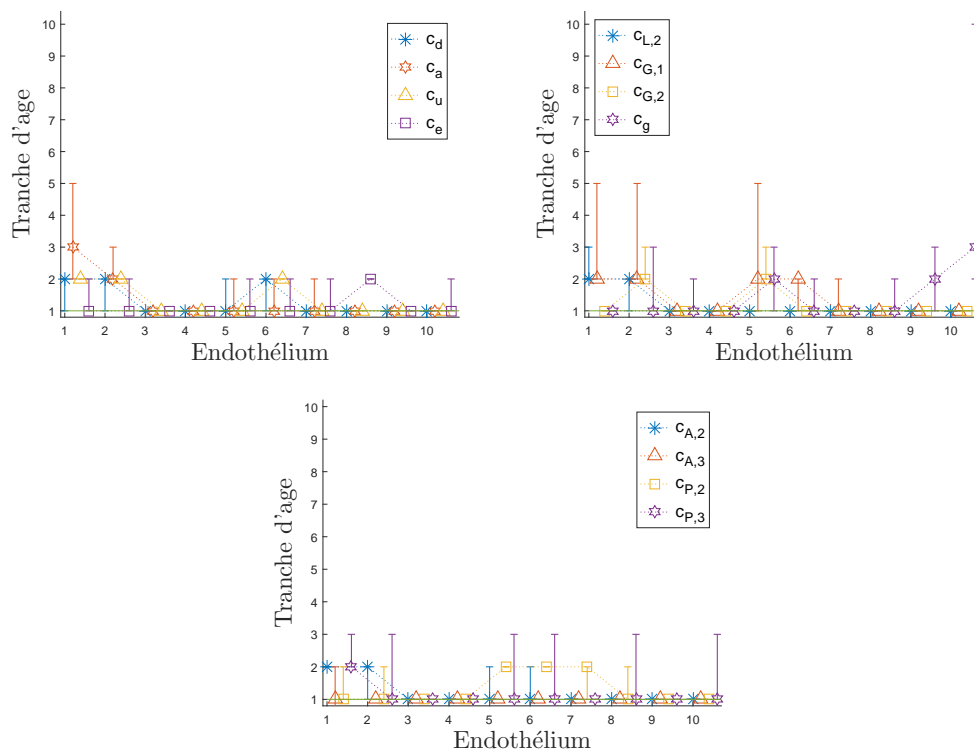 10
9
8
7
6
5
4
3
2
1
Tranche d'age
1 2 3 4 5 6 7 8 9 10
Endothélium
c_d
c_a
c_u
c_e
10
9
8
7
6
5
4
3
2
1
Tranche d'age
1 2 3 4 5 6 7 8 9 10
Endothélium
c_L,2
c_G,1
c_G,2
c_g
10
9
8
7
6
5
4
3
2
1
Tranche d'age
1 2 3 4 5 6 7 8 9 10
Endothélium
c_A,2
c_A,3
c_P,2
c_P,3